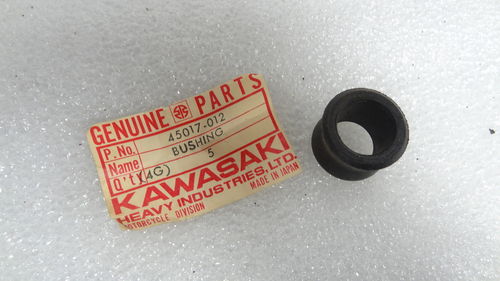 GENUINE PARTS
P.No. 45017-012
Name BUSHING
Q'ty (4G) 5
KAWASAKI
HEAVY INDUSTRIES, LTD.
MOTORCYCLE DIVISION MADE IN JAPAN